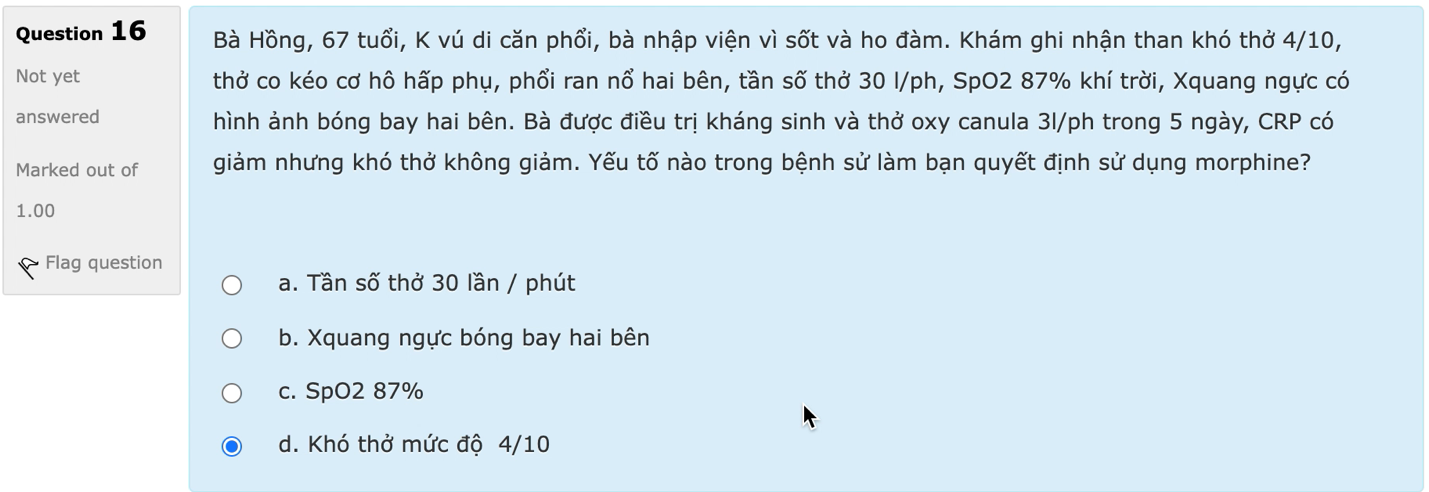 Question 16
Not yet
answered
Marked out of
1.00
Flag question
Bà Hồng, 67 tuổi, K vú di căn phổi, bà nhập viện vì sốt và ho đàm. Khám ghi nhận than khó thở 4/10,
thở co kéo cơ hô hấp phụ, phổi ran nổ hai bên, tần số thở 30 l/ph, SpO2 87% khí trời, Xquang ngực có
hình ảnh bóng bay hai bên. Bà được điều trị kháng sinh và thở oxy canula 3l/ph trong 5 ngày, CRP có
giảm nhưng khó thở không giảm. Yếu tố nào trong bệnh sử làm bạn quyết định sử dụng morphine?
a. Tần số thở 30 lần / phút
b. Xquang ngực bóng bay hai bên
c. SpO2 87%
d. Khó thở mức độ 4/10